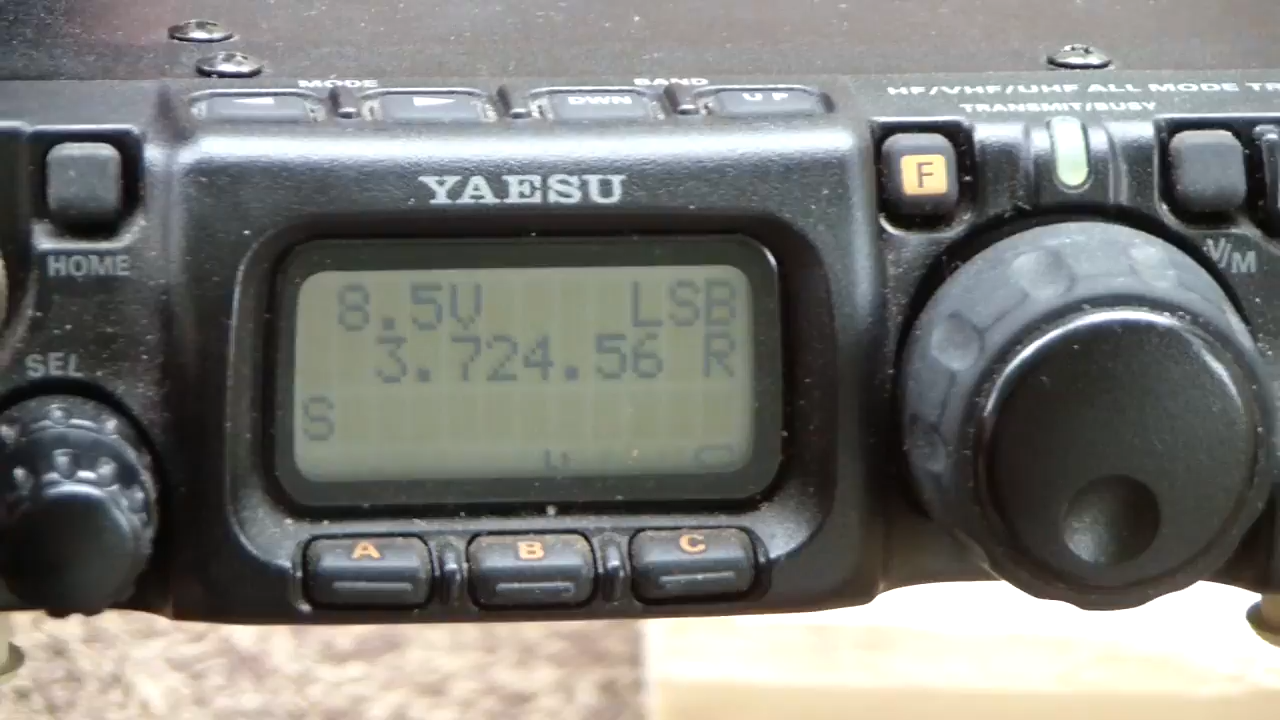 MODE
BAND
DWN
UP
HF/VHF/UHF ALL MODE TR
TRANSMIT/BUSY
F
YAESU
HOME
V/M
8.5V LSB
3.724.56 R
S
SEL
A
B
C